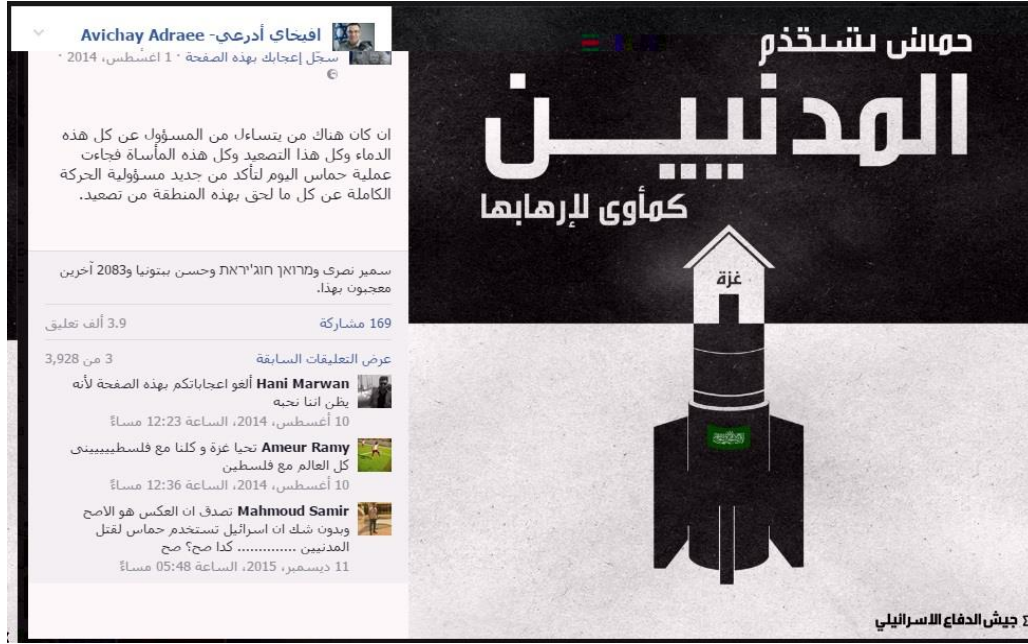 افيخاي أدرعي- Avichay Adraee
سجّل إعجابك بهذه الصفحة · 1 أغسطس، 2014 ·
ان كان هناك من يتساءل من المسؤول عن كل هذه
الدماء وكل هذا التصعيد وكل هذه المأساة فجاءت
عملية حماس اليوم لتأكد من جديد مسؤولية الحركة
الكاملة عن كل ما لحق بهذه المنطقة من تصعيد.
سمير نصرى وמרואן חוג'יראת وحسن بيتونيا و2083 آخرين
معجبون بهذا.
169 مشاركة
3.9 ألف تعليق
عرض التعليقات السابقة
3 من 3,928
Hani Marwan ألغو اعجاباتكم بهذه الصفحة لأنه
يظن اننا نحبه
10 أغسطس، 2014، الساعة 12:23 مساءً
Ameur Ramy تحيا غزة و كلنا مع فلسطيييييني
كل العالم مع فلسطين
10 أغسطس، 2014، الساعة 12:36 مساءً
Mahmoud Samir تصدق ان العكس هو الاصح
وبدون شك ان اسرائيل تستخدم حماس لقتل
المدنيين .............. كدا صح؟ صح
11 ديسمبر، 2015، الساعة 05:48 مساءً
حماس تستخدم
المدنيين
كمأوى لإرهابها
غزة
جيش الدفاع الاسرائيلي